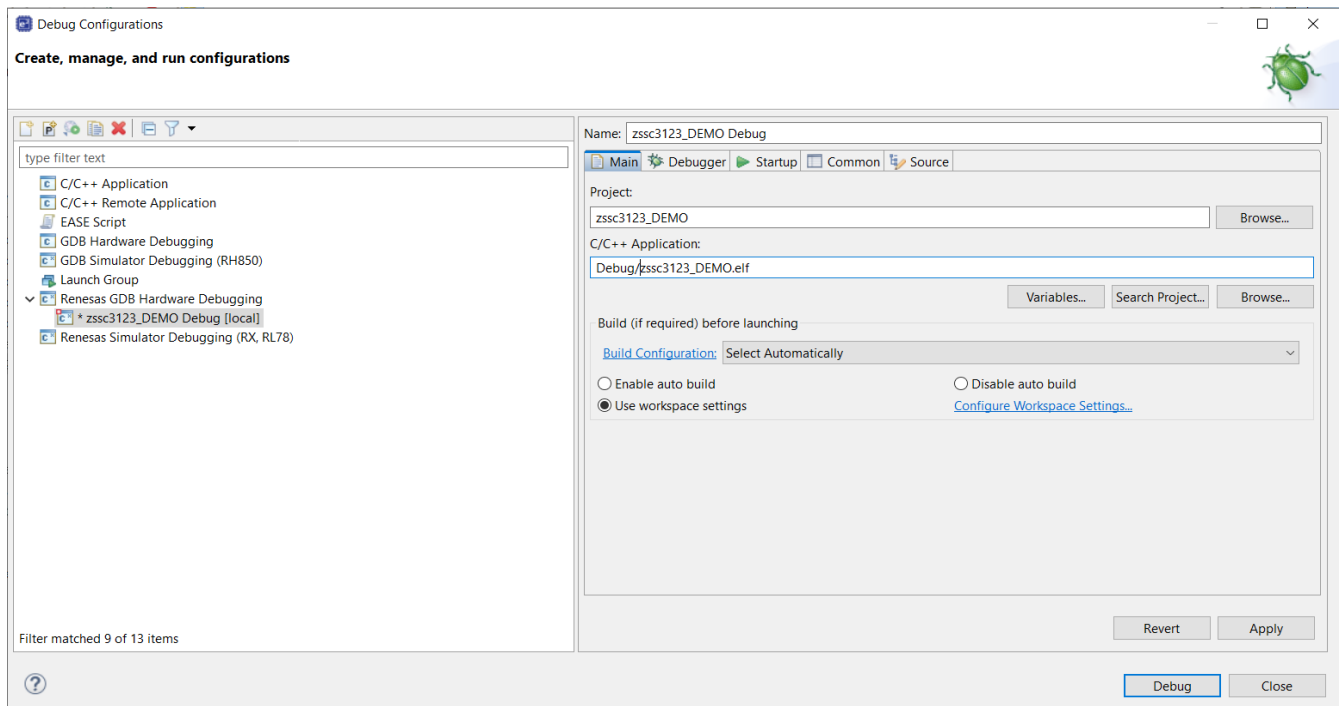 Debug Configurations
Create, manage, and run configurations
type filter text
C/C++ Application
C/C++ Remote Application
EASE Script
GDB Hardware Debugging
GDB Simulator Debugging (RH850)
Launch Group
Renesas GDB Hardware Debugging
* zssc3123_DEMO Debug [local]
Renesas Simulator Debugging (RX, RL78)
Filter matched 9 of 13 items
Name: zssc3123_DEMO Debug
Main Debugger Startup Common Source
Project:
zssc3123_DEMO Browse...
C/C++ Application:
Debug/zssc3123_DEMO.elf
Variables... Search Project... Browse...
Build (if required) before launching
Build Configuration: Select Automatically
Enable auto build Disable auto build
Use workspace settings Configure Workspace Settings...
Revert Apply
Debug Close